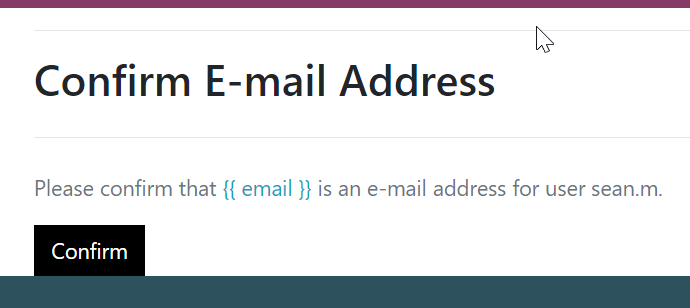 Confirm E-mail Address
Please confirm that {{ email }} is an e-mail address for user sean.m.
Confirm